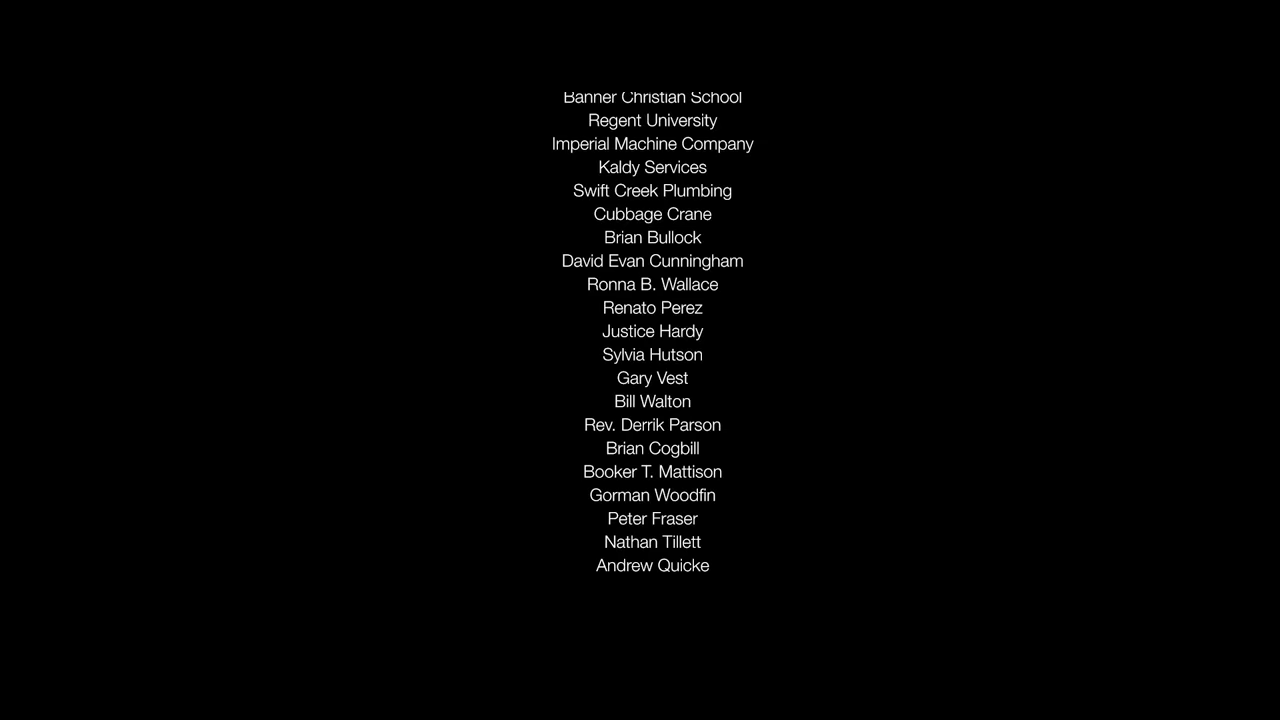 Banner Christian School
Regent University
Imperial Machine Company
Kaldy Services
Swift Creek Plumbing
Cubbage Crane
Brian Bullock
David Evan Cunningham
Ronna B. Wallace
Renato Perez
Justice Hardy
Sylvia Hutson
Gary Vest
Bill Walton
Rev. Derrik Parson
Brian Cogbill
Booker T. Mattison
Gorman Woodfin
Peter Fraser
Nathan Tillett
Andrew Quicke